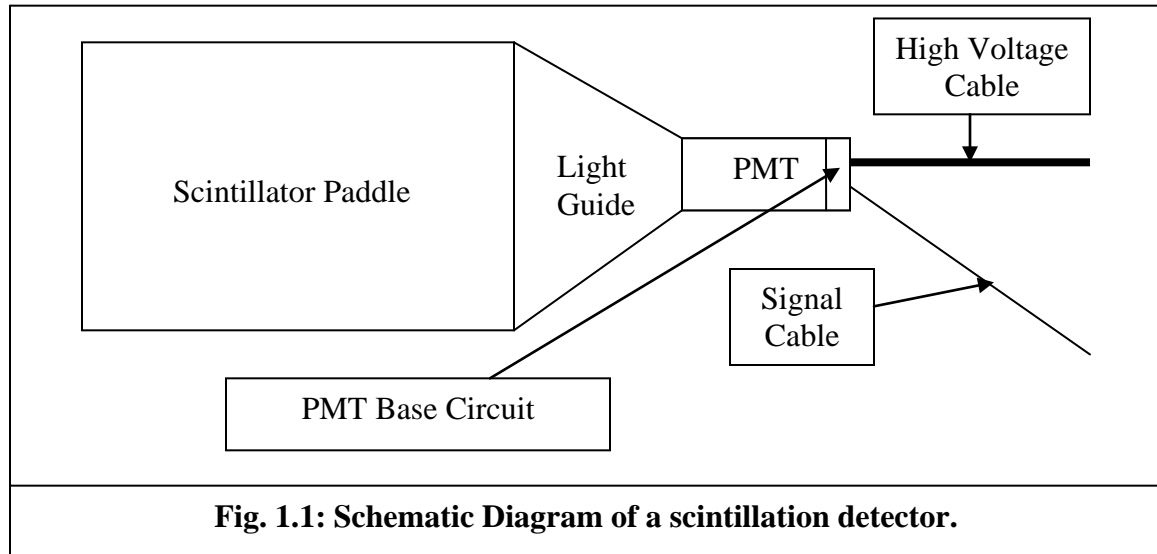 High Voltage
Cable
Scintillator Paddle
Light
Guide
PMT
Signal
Cable
PMT Base Circuit
Fig. 1.1: Schematic Diagram of a scintillation detector.